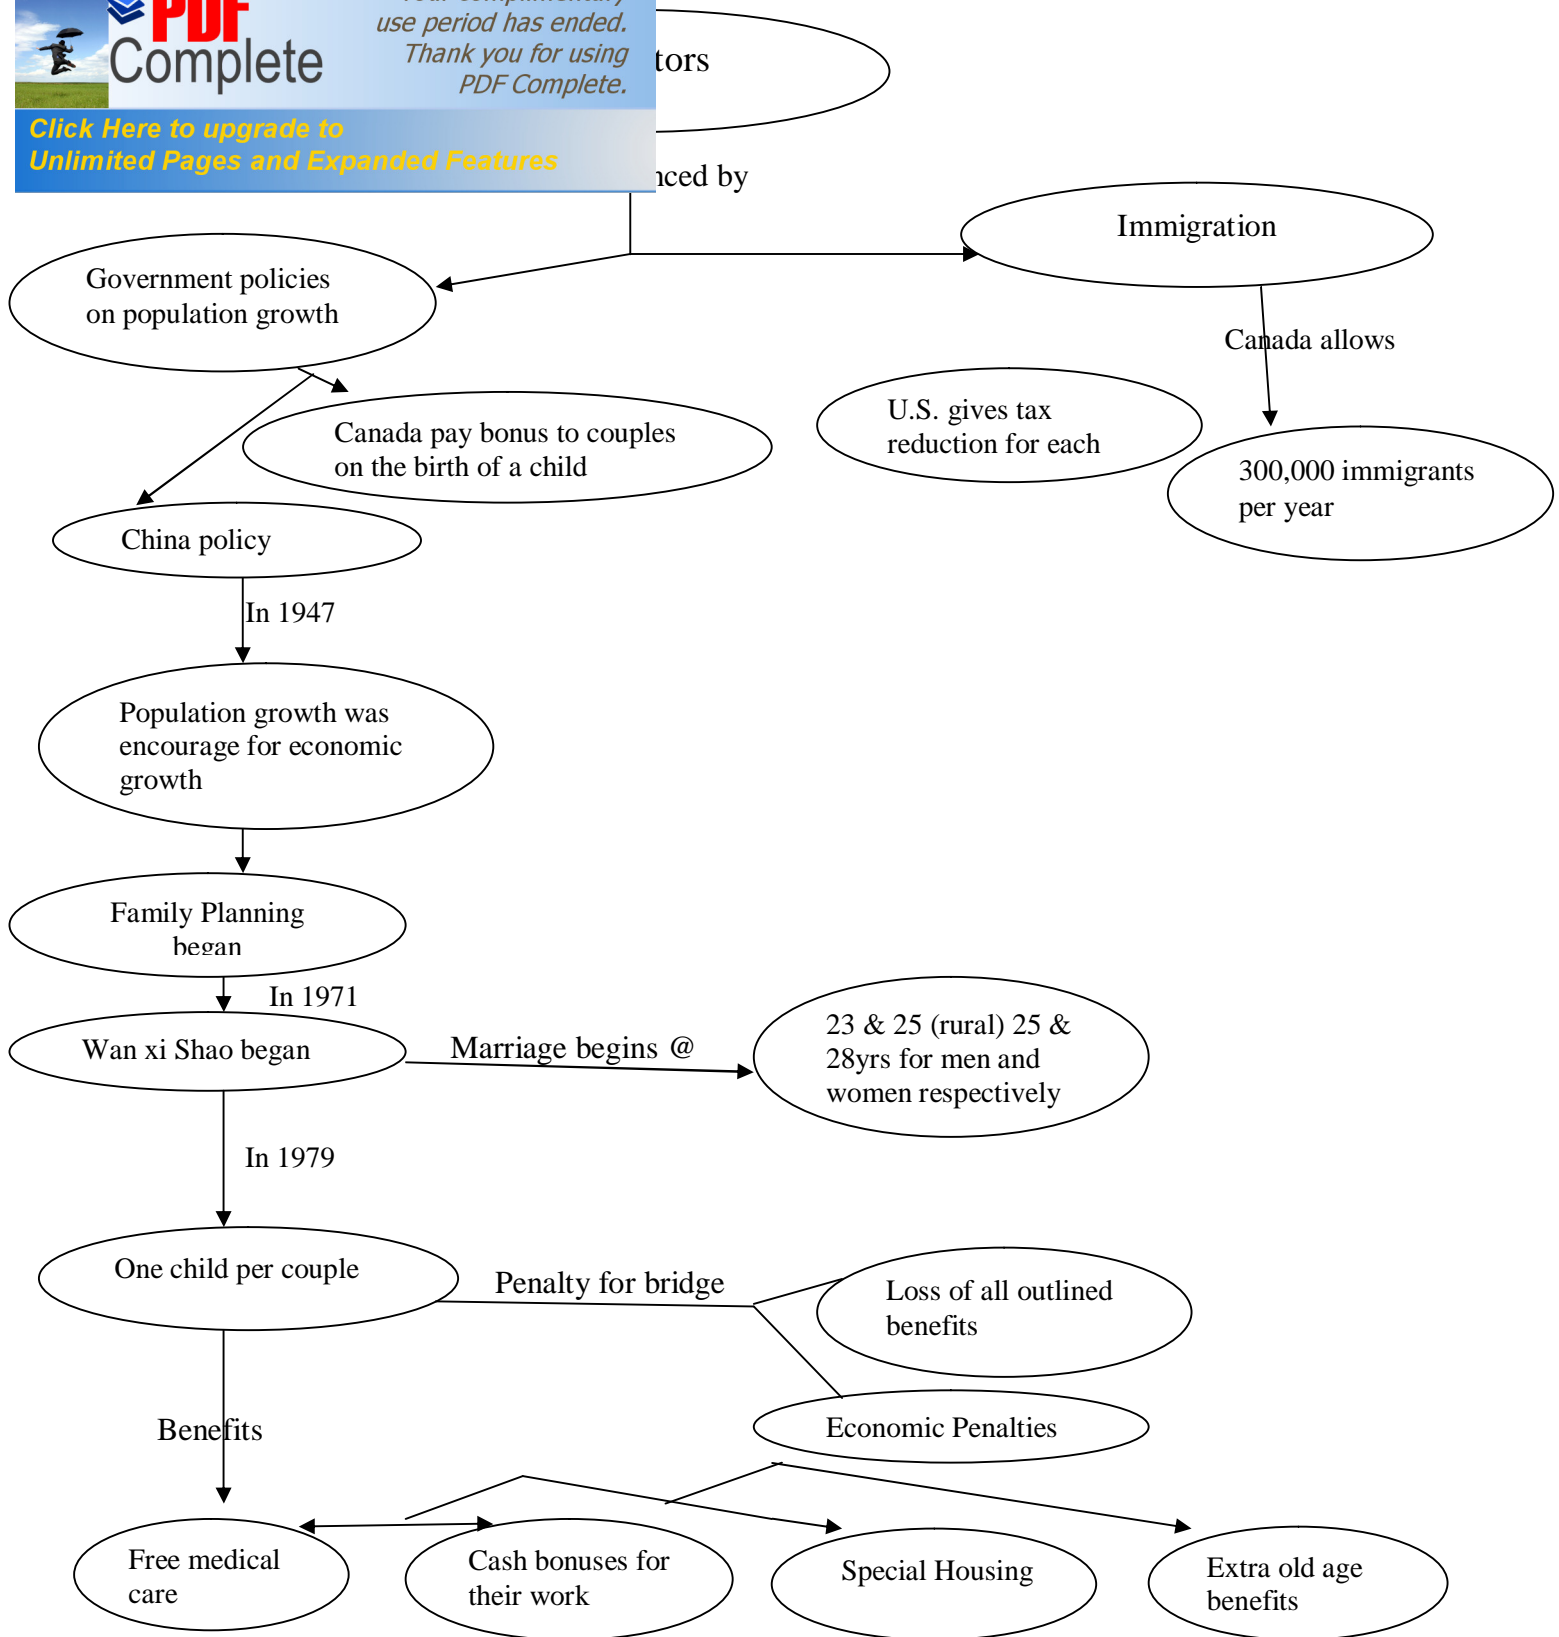 PDF
Complete
Your complimentary
use period has ended.
Thank you for using
PDF Complete.
Click Here to upgrade to
Unlimited Pages and Expanded Features
Immigration
Government policies
on population growth
Canada allows
U.S. gives tax
reduction for each
Canada pay bonus to couples
on the birth of a child
300,000 immigrants
per year
China policy
In 1947
Population growth was
encourage for economic
growth
Family Planning
began
In 1971
Wan xi Shao began
Marriage begins @
23 & 25 (rural) 25 &
28yrs for men and
women respectively
In 1979
One child per couple
Penalty for bridge
Loss of all outlined
benefits
Benefits
Economic Penalties
Free medical
care
Cash bonuses for
their work
Special Housing
Extra old age
benefits